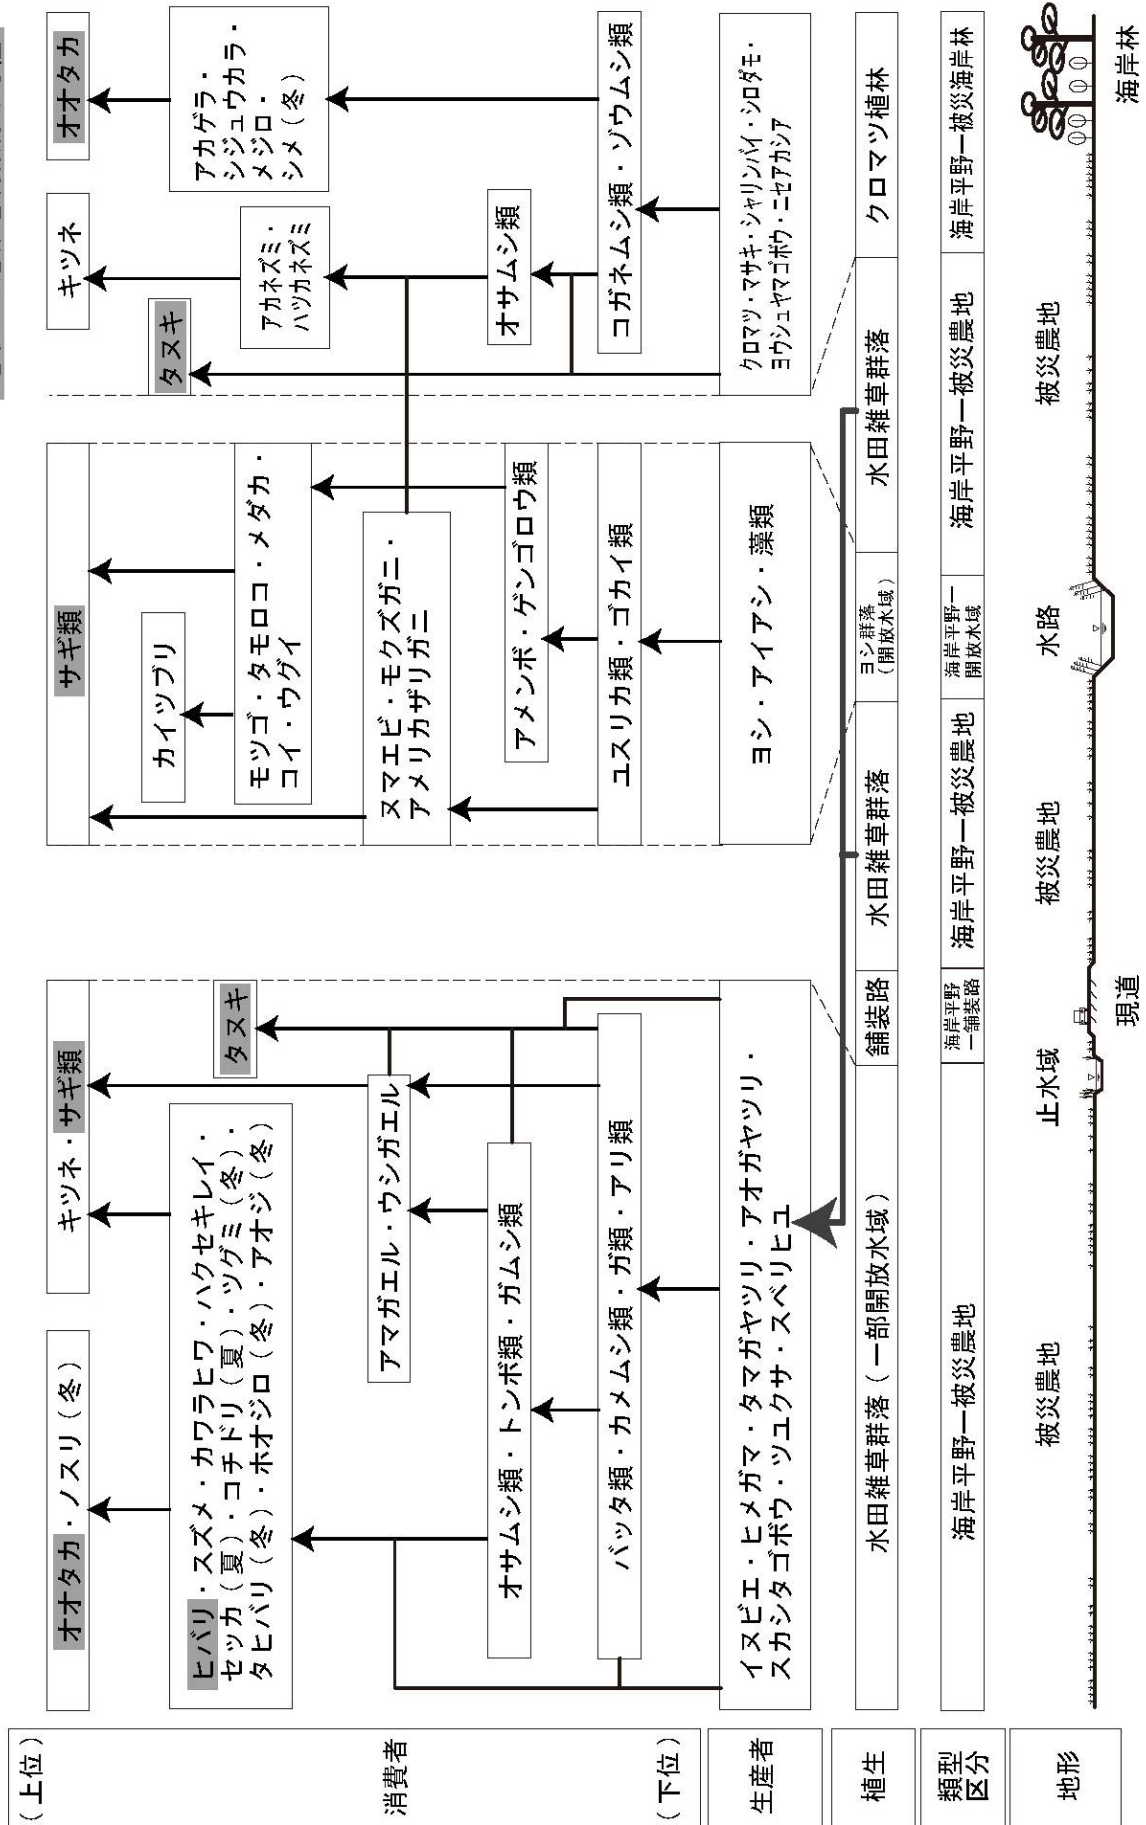 (上位)
消費者
(下位)
生産者
植生
類型
区分
地形
オオタカ・ノスリ(冬)
キツネ・サギ類
ヒバリ・スズメ・カワラヒワ・ハクセキレイ・
セッカ(夏)・コチドリ(夏)・ツグミ(冬)・
タヒバリ(冬)・ホオジロ(冬)・アオジ(冬)
タヌキ
アマガエル・ウシガエル
オサムシ類・トンボ類・ガムシ類
バッタ類・カメムシ類・ガ類・アリ類
イヌビエ・ヒメガマ・タマガヤツリ・アオガヤツリ・
スカシタゴボウ・ツユクサ・スベリヒユ
サギ類
カイツブリ
モツゴ・タモロコ・メダカ・
コイ・ウグイ
ヌマエビ・モクズガニ・
アメリカザリガニ
アメンボ・ゲンゴロウ類
ユスリカ類・ゴカイ類
ヨシ・アイアシ・藻類
キツネ
オオタカ
タヌキ
アカネズミ・
ハツカネズミ
アカゲラ・
シジュウカラ・
メジロ・
シメ(冬)
オサムシ類
コガネムシ類・ゾウムシ類
クロマツ・マサキ・シャリンバイ・シロダモ・
ヨウシュヤマゴボウ・ニセアカシア
水田雑草群落(一部開放水域)
舗装路
水田雑草群落
ヨシ群落
(開放水域)
水田雑草群落
クロマツ植林
海岸平野ー被災農地
海岸平野
ー舗装路
海岸平野ー被災農地
海岸平野ー
開放水域
海岸平野ー被災農地
海岸平野ー被災海岸林
被災農地
止水域
現道
被災農地
水路
被災農地
海岸林